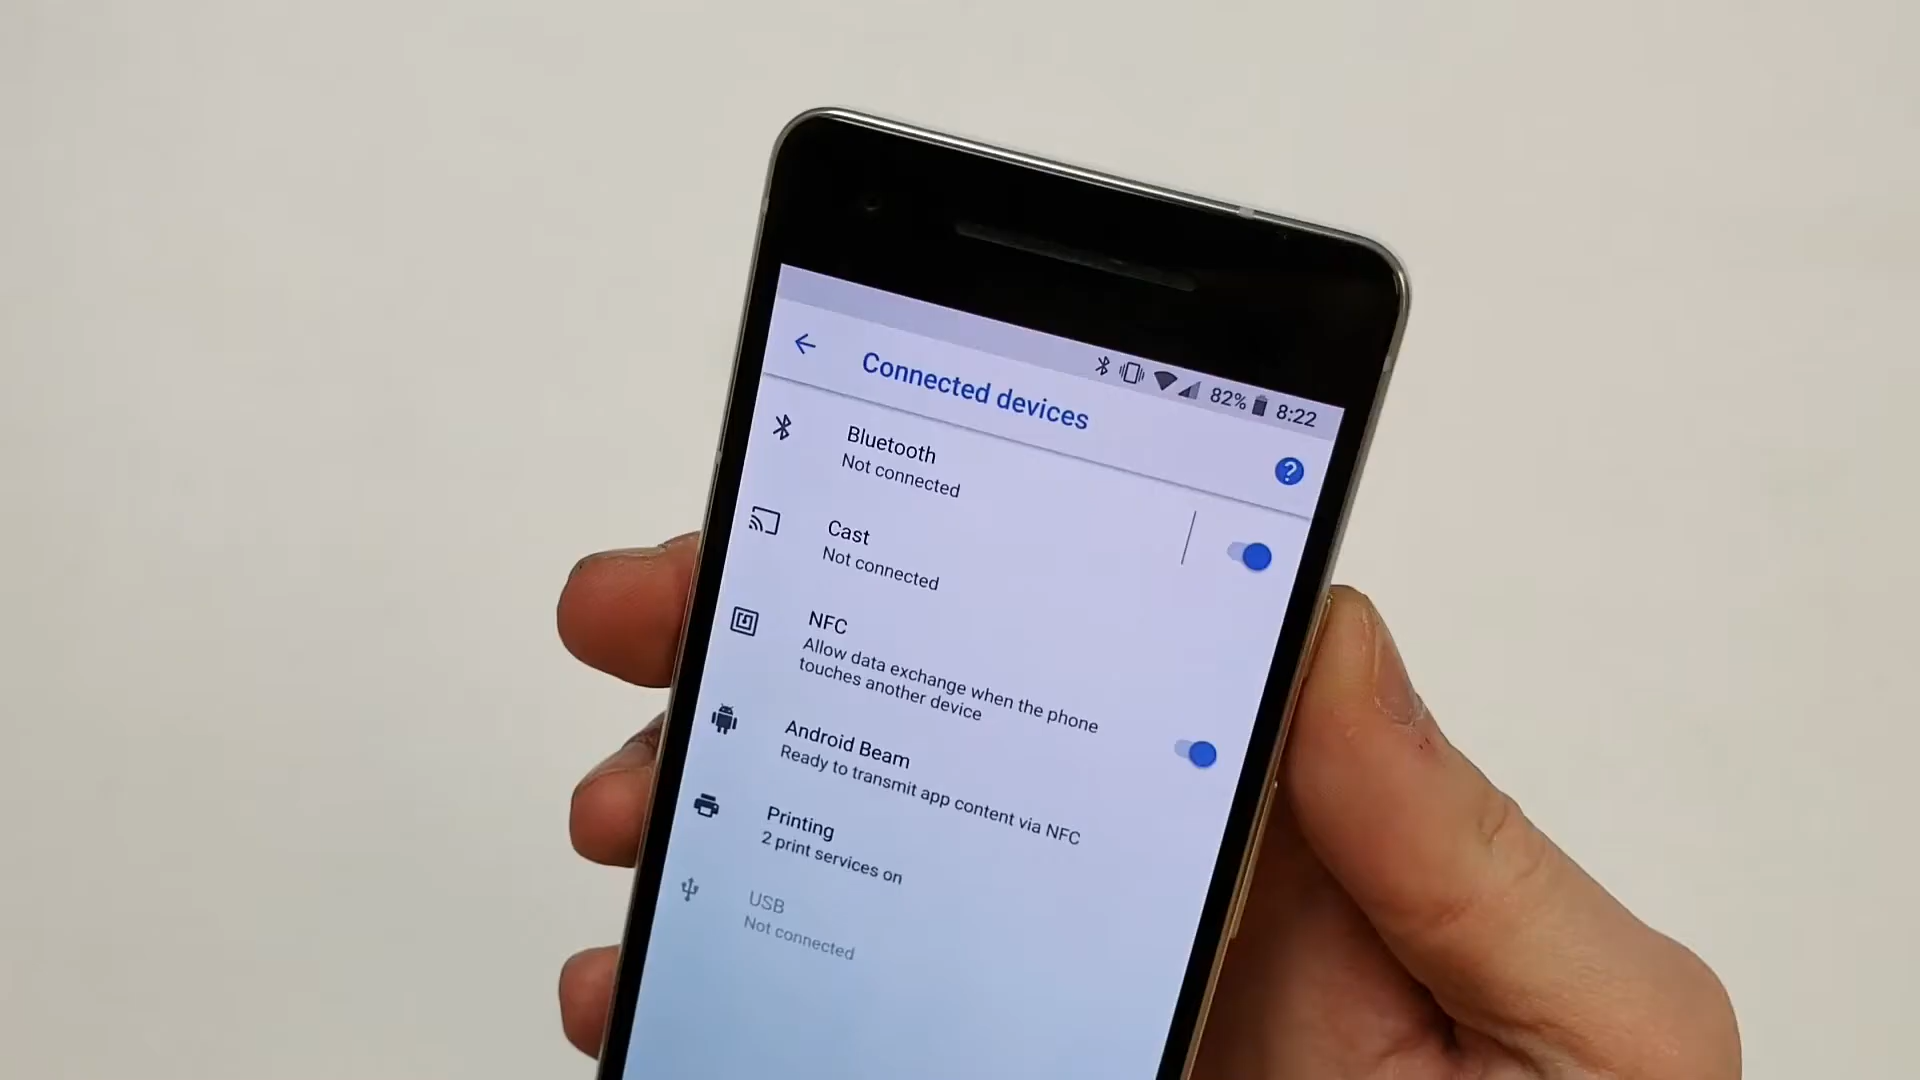 82% 8:22
Connected devices
?
Bluetooth
Not connected
Cast
Not connected
NFC
Allow data exchange when the phone
touches another device
Android Beam
Ready to transmit app content via NFC
Printing
2 print services on
USB
Not connected